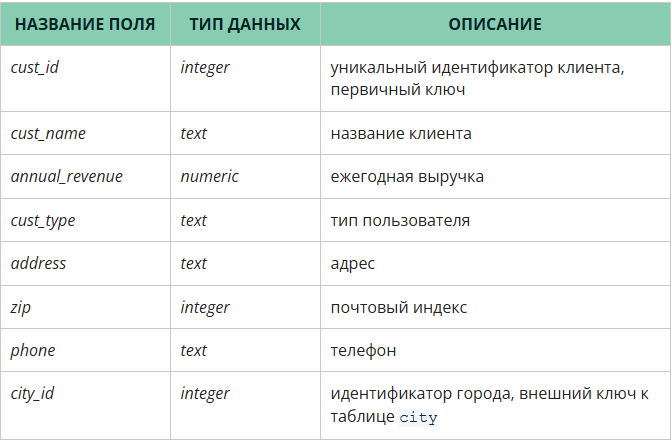 НАЗВАНИЕ ПОЛЯ ТИП ДАННЫХ ОПИСАНИЕ
cust_id integer уникальный идентификатор клиента,
первичный ключ
cust_name text название клиента
annual_revenue numeric ежегодная выручка
cust_type text тип пользователя
address text адрес
zip integer почтовый индекс
phone text телефон
city_id integer идентификатор города, внешний ключ к
таблице city